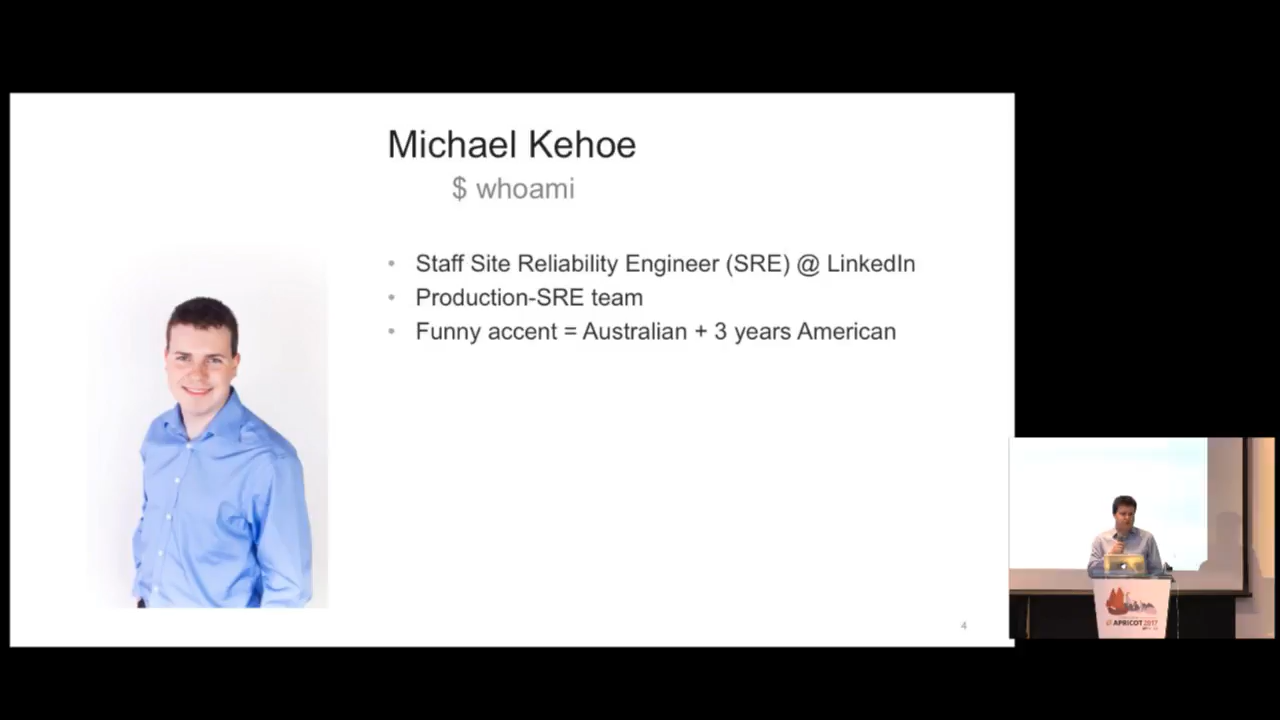 Michael Kehoe
$ whoami
• Staff Site Reliability Engineer (SRE) @ LinkedIn
• Production-SRE team
• Funny accent = Australian + 3 years American
4
APRICOT 2017